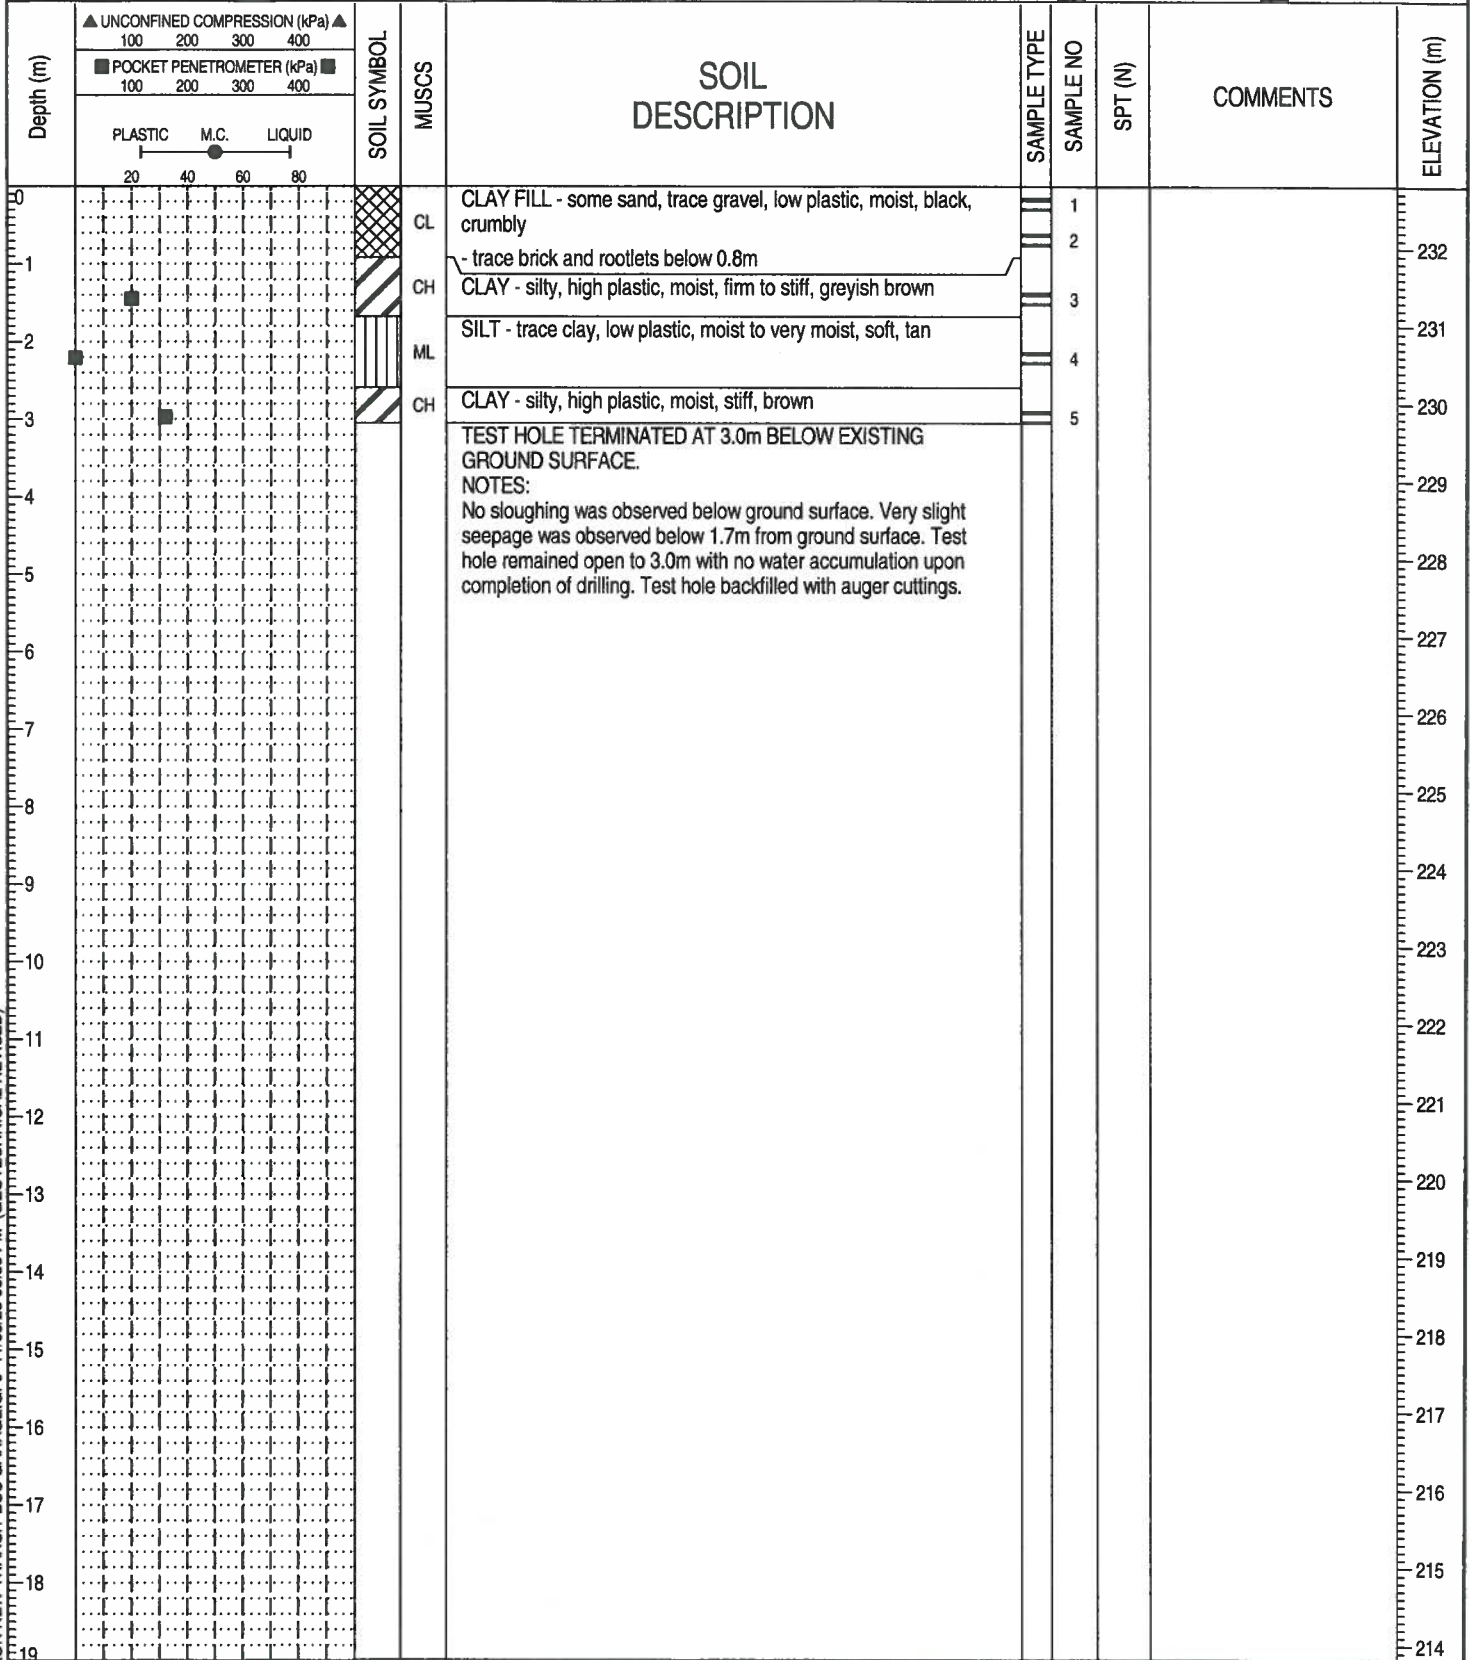 ▲ UNCONFINED COMPRESSION (kPa) ▲
100 200 300 400
■ POCKET PENETROMETER (kPa) ■
100 200 300 400
PLASTIC M.C. LIQUID
20 40 60 80
Depth (m)
SOIL SYMBOL
MUSCS
SOIL
DESCRIPTION
SAMPLE TYPE
SAMPLE NO
SPT (N)
COMMENTS
ELEVATION (m)
0
CL
CLAY FILL - some sand, trace gravel, low plastic, moist, black,
crumbly
1
2
- trace brick and rootlets below 0.8m
232
1
CH
CLAY - silty, high plastic, moist, firm to stiff, greyish brown
3
231
2
ML
SILT - trace clay, low plastic, moist to very moist, soft, tan
4
230
3
CH
CLAY - silty, high plastic, moist, stiff, brown
5
TEST HOLE TERMINATED AT 3.0m BELOW EXISTING
GROUND SURFACE.
NOTES:
No sloughing was observed below ground surface. Very slight
seepage was observed below 1.7m from ground surface. Test
hole remained open to 3.0m with no water accumulation upon
completion of drilling. Test hole backfilled with auger cuttings.
4
229
5
228
6
227
7
226
8
225
9
224
10
223
11
222
12
221
13
220
14
219
15
218
16
217
17
216
18
215
19
214